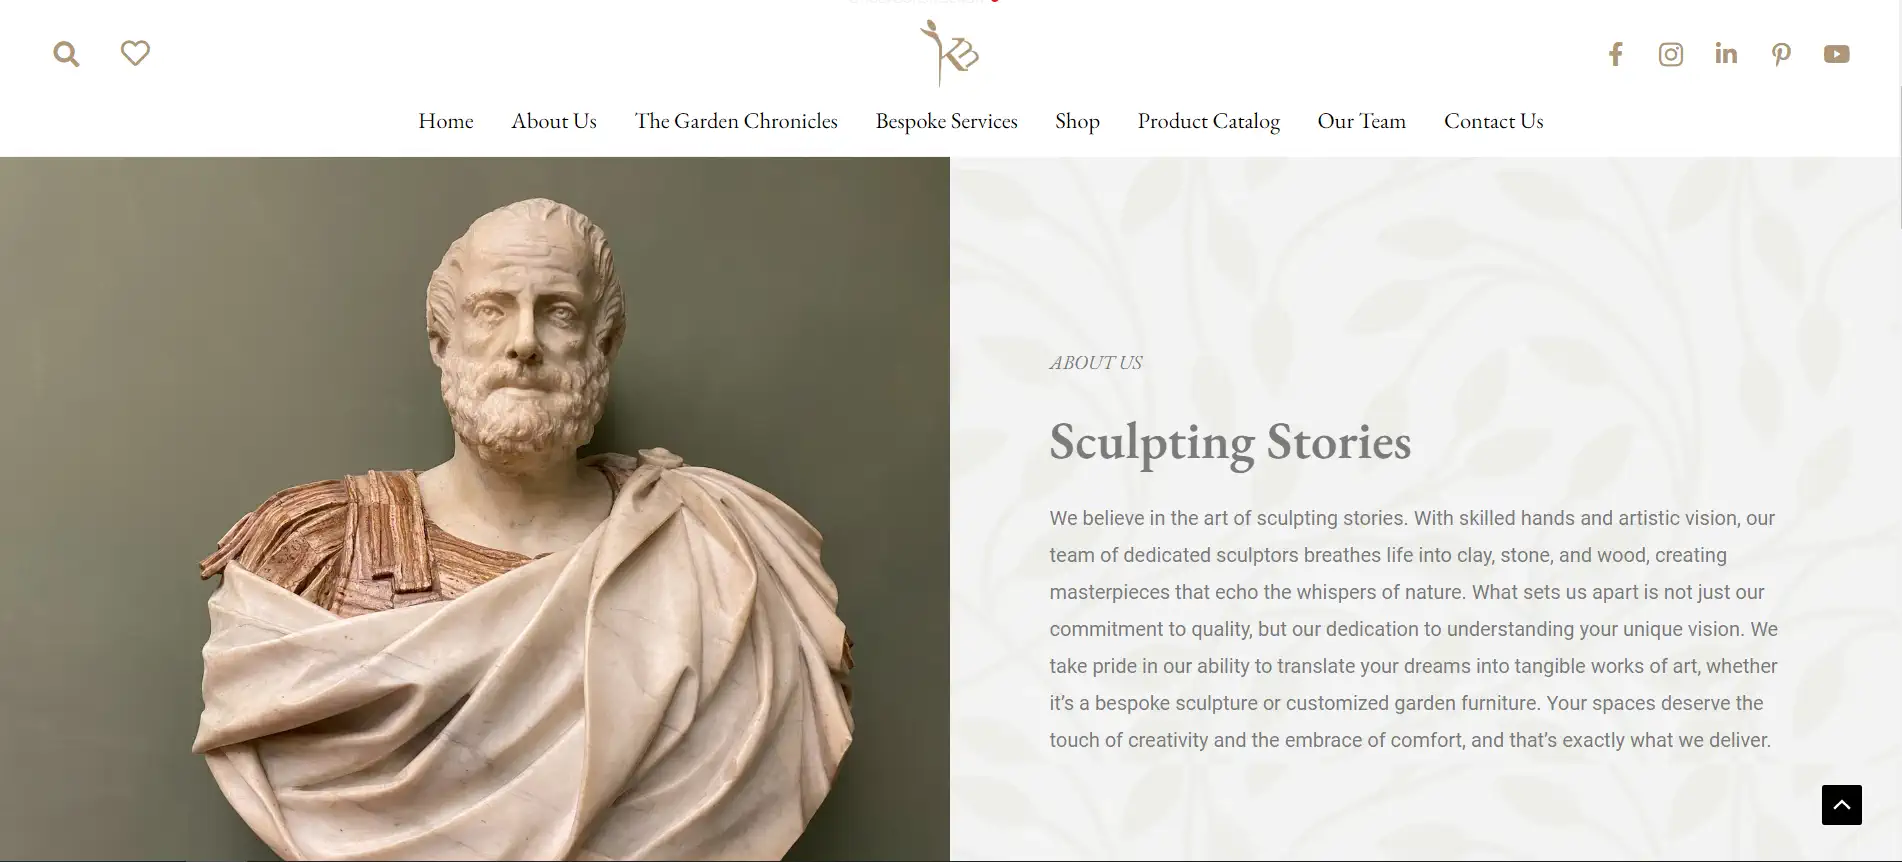 KB
Home About Us The Garden Chronicles Bespoke Services Shop Product Catalog Our Team Contact Us
ABOUT US
Sculpting Stories
We believe in the art of sculpting stories. With skilled hands and artistic vision, our
team of dedicated sculptors breathes life into clay, stone, and wood, creating
masterpieces that echo the whispers of nature. What sets us apart is not just our
commitment to quality, but our dedication to understanding your unique vision. We
take pride in our ability to translate your dreams into tangible works of art, whether
it’s a bespoke sculpture or customized garden furniture. Your spaces deserve the
touch of creativity and the embrace of comfort, and that’s exactly what we deliver.